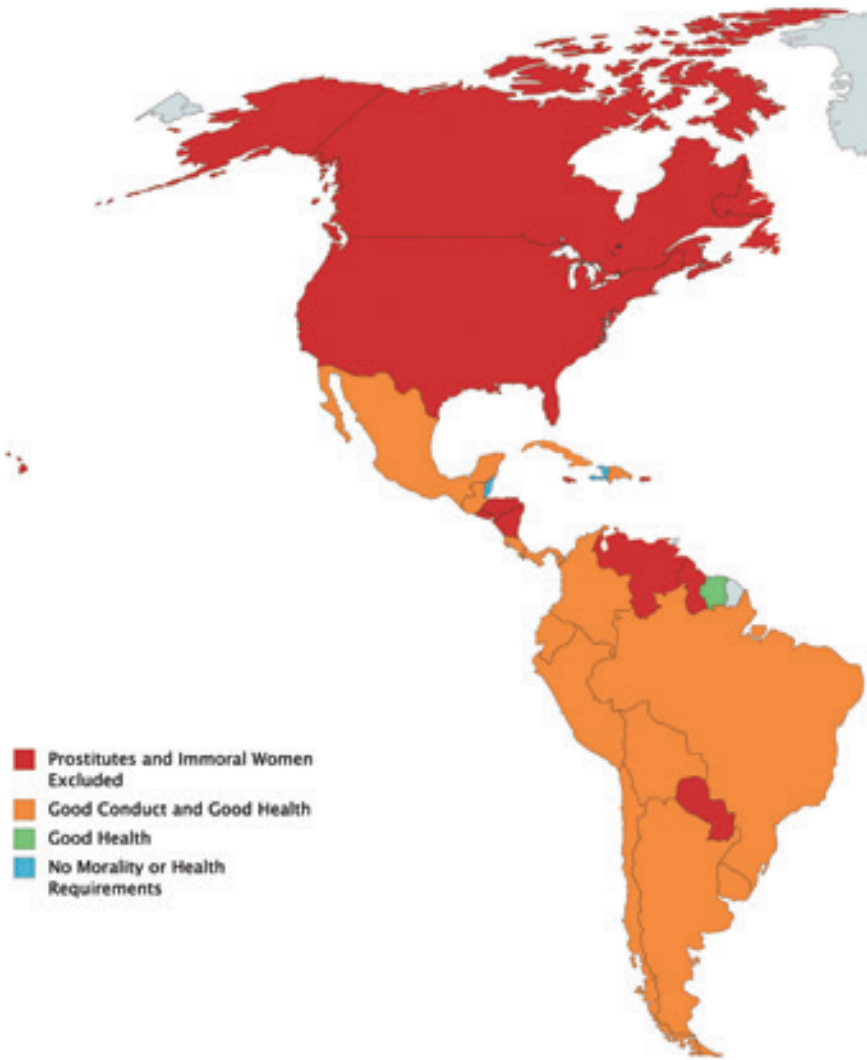 Prostitutes and Immoral Women
Excluded
Good Conduct and Good Health
Good Health
No Morality or Health
Requirements